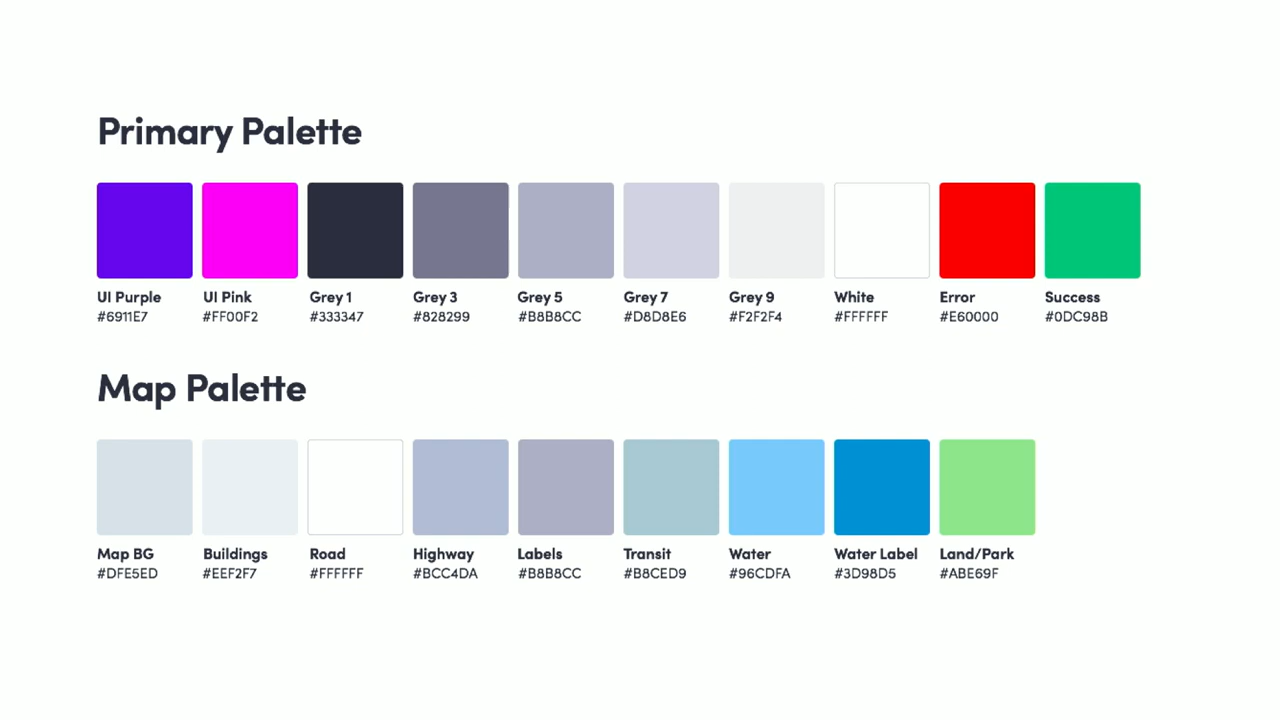 Primary Palette
UI Purple UI Pink Grey 1 Grey 3 Grey 5 Grey 7 Grey 9 White Error Success
#6911E7 #FF00F2 #333347 #828299 #B8B8CC #D8D8E6 #F2F2F4 #FFFFFF #E60000 #0DC98B
Map Palette
Map BG Buildings Road Highway Labels Transit Water Water Label Land/Park
#DFE5ED #EEF2F7 #FFFFFF #BCC4DA #B8B8CC #B8CED9 #96CDFA #3D98D5 #ABE69F